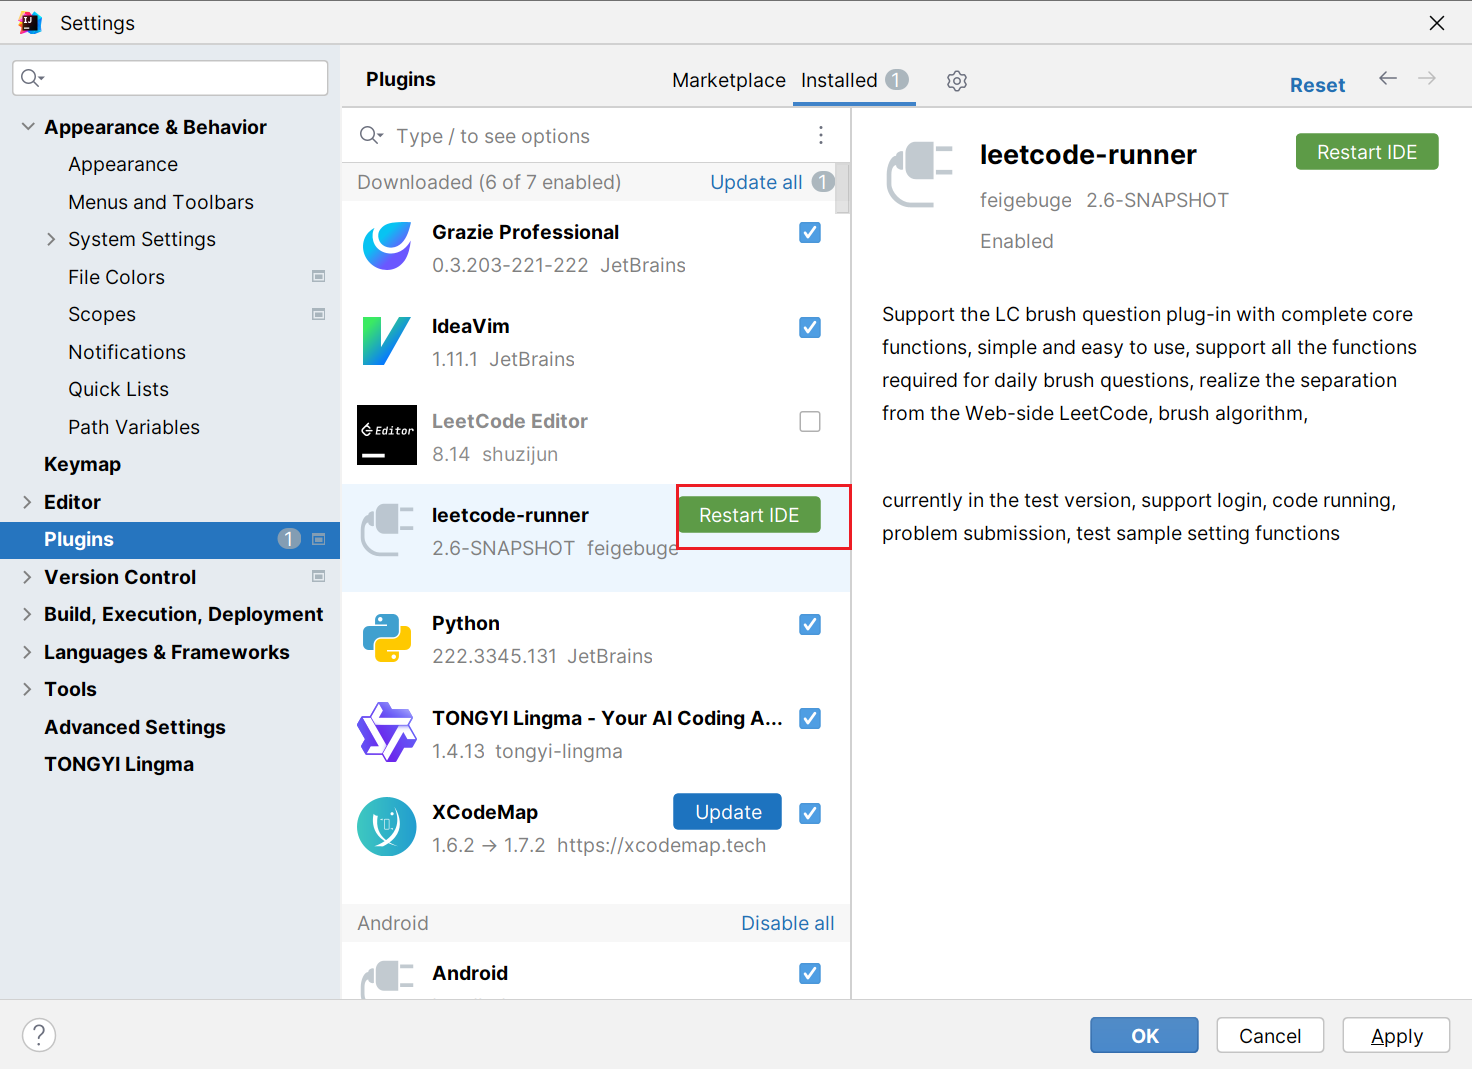 Settings
Appearance & Behavior
Appearance
Menus and Toolbars
System Settings
File Colors
Scopes
Notifications
Quick Lists
Path Variables
Keymap
Editor
Plugins 1
Version Control
Build, Execution, Deployment
Languages & Frameworks
Tools
Advanced Settings
TONGYI Lingma
Plugins Marketplace Installed 1 Reset
Type / to see options
Downloaded (6 of 7 enabled) Update all 1
Grazie Professional
0.3.203-221-222 JetBrains
IdeaVim
1.11.1 JetBrains
Editor
LeetCode Editor
8.14 shuzijun
leetcode-runner Restart IDE
2.6-SNAPSHOT feigebuge
Python
222.3345.131 JetBrains
TONGYI Lingma - Your AI Coding A...
1.4.13 tongyi-lingma
XCodeMap Update
1.6.2 → 1.7.2 https://xcodemap.tech
Android Disable all
Android
leetcode-runner Restart IDE
feigebuge 2.6-SNAPSHOT
Enabled
Support the LC brush question plug-in with complete core
functions, simple and easy to use, support all the functions
required for daily brush questions, realize the separation
from the Web-side LeetCode, brush algorithm,
currently in the test version, support login, code running,
problem submission, test sample setting functions
? OK Cancel Apply